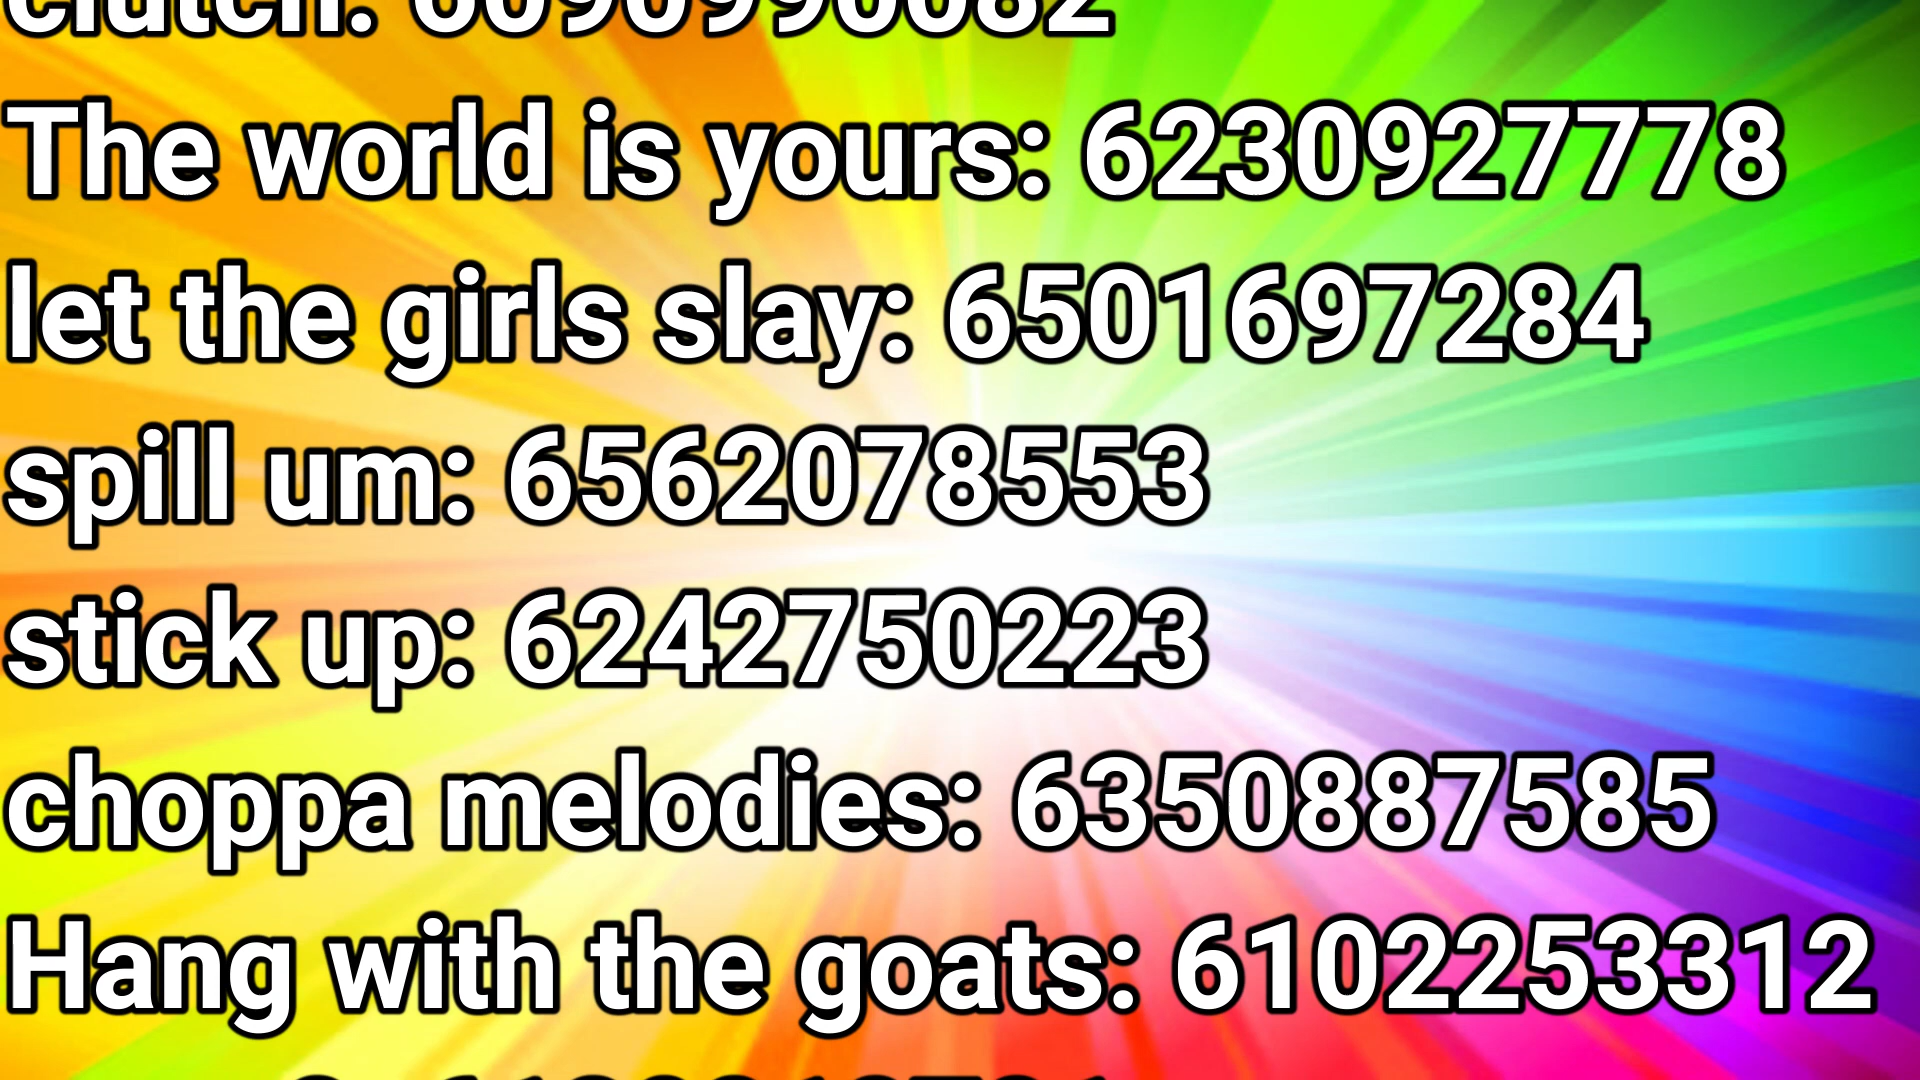 The world is yours: 6230927778
let the girls slay: 6501697284
spill um: 6562078553
stick up: 6242750223
choppa melodies: 6350887585
Hang with the goats: 6102253312